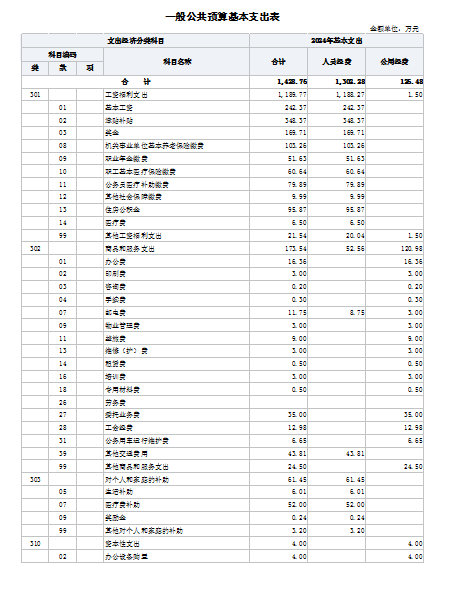 一般公共预算基本支出表
金额单位：万元
支出经济分类科目 2024年基本支出
科目编码 科目名称 合计 人员经费 公用经费
类 款 项
合 计 1,428.76 1,302.28 126.48
301 工资福利支出 1,189.77 1,188.27 1.50
01 基本工资 242.37 242.37
02 津贴补贴 348.37 348.37
03 奖金 169.71 169.71
08 机关事业单位基本养老保险缴费 103.26 103.26
09 职业年金缴费 51.63 51.63
10 职工基本医疗保险缴费 60.64 60.64
11 公务员医疗补助缴费 79.89 79.89
12 其他社会保障缴费 9.99 9.99
13 住房公积金 95.87 95.87
14 医疗费 6.50 6.50
99 其他工资福利支出 21.54 20.04 1.50
302 商品和服务支出 173.54 52.56 120.98
01 办公费 16.36 16.36
02 印刷费 3.00 3.00
03 咨询费 0.20 0.20
04 手续费 0.30 0.30
07 邮电费 11.75 8.75 3.00
09 物业管理费 3.00 3.00
11 差旅费 9.00 9.00
13 维修（护）费 3.00 3.00
14 租赁费 0.50 0.50
16 培训费 3.00 3.00
18 专用材料费 0.50 0.50
26 劳务费
27 委托业务费 35.00 35.00
28 工会经费 12.98 12.98
31 公务用车运行维护费 6.65 6.65
39 其他交通费用 43.81 43.81
99 其他商品和服务支出 24.50 24.50
303 对个人和家庭的补助 61.45 61.45
05 生活补助 6.01 6.01
07 医疗费补助 52.00 52.00
09 奖励金 0.24 0.24
99 其他对个人和家庭的补助 3.20 3.20
310 资本性支出 4.00 4.00
02 办公设备购置 4.00 4.00